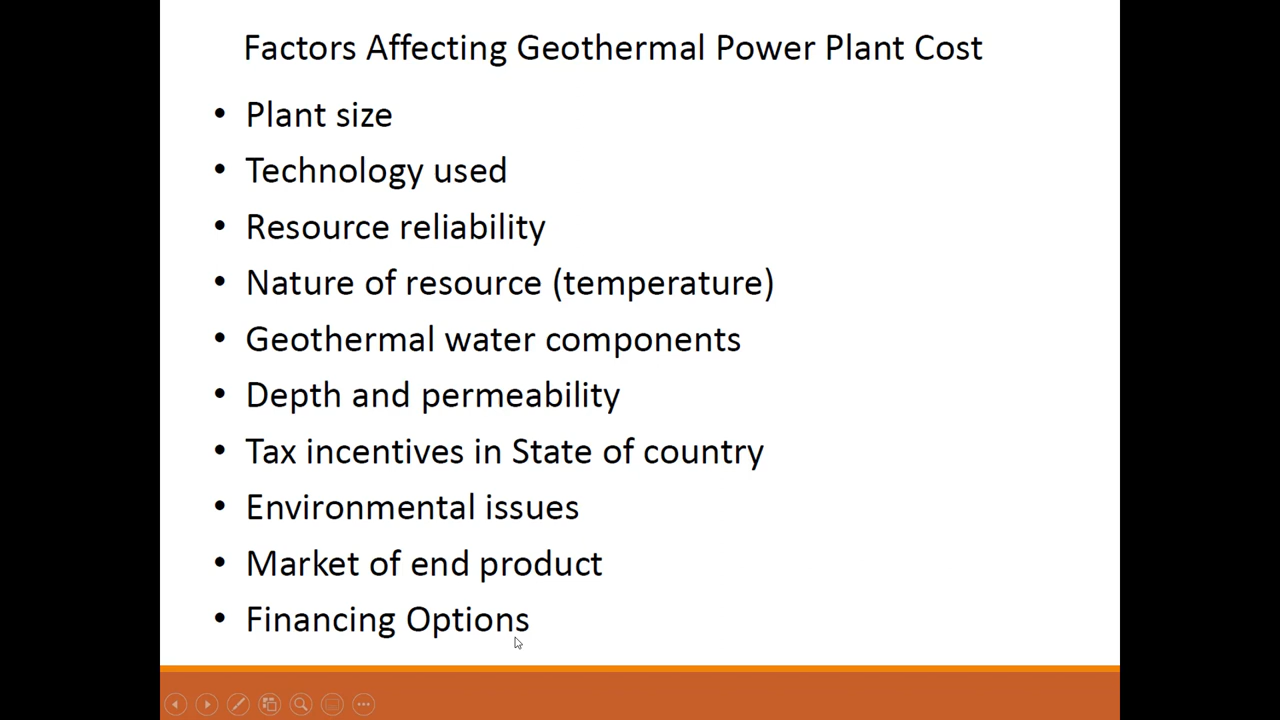 Factors Affecting Geothermal Power Plant Cost
• Plant size
• Technology used
• Resource reliability
• Nature of resource (temperature)
• Geothermal water components
• Depth and permeability
• Tax incentives in State of country
• Environmental issues
• Market of end product
• Financing Options